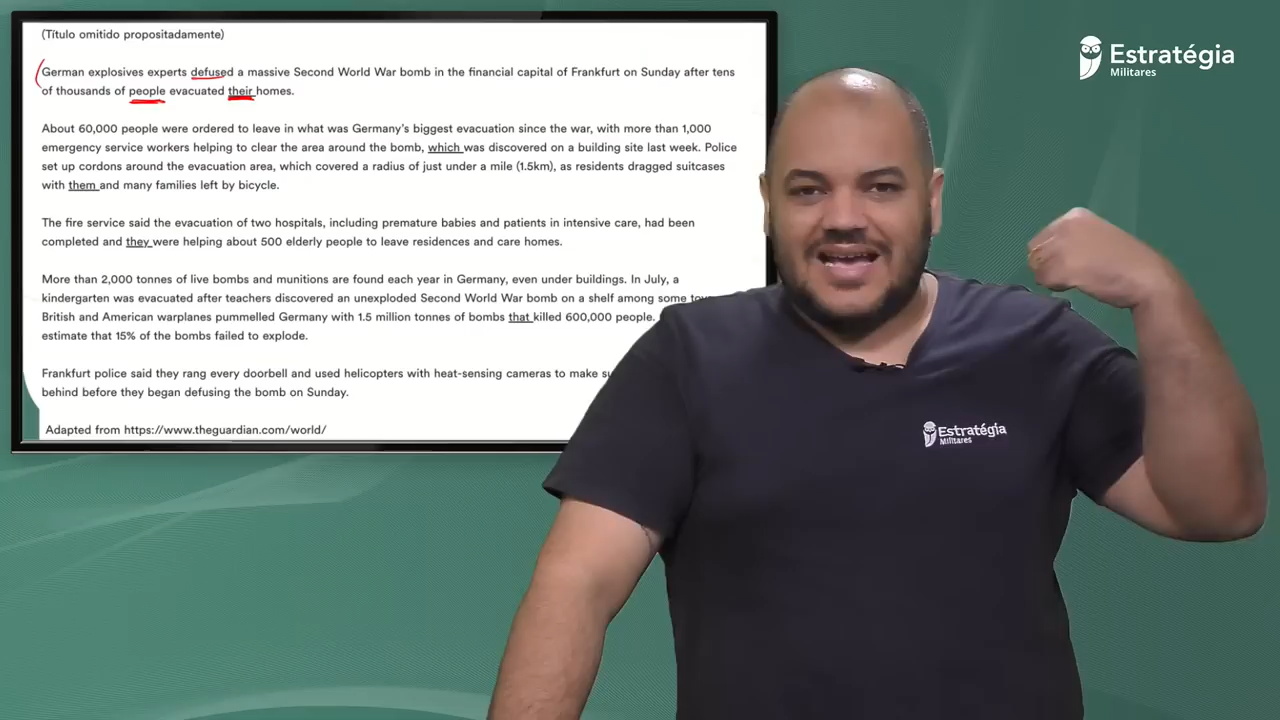 (Título omitido propositadamente)
German explosives experts defused a massive Second World War bomb in the financial capital of Frankfurt on Sunday after tens
of thousands of people evacuated their homes.
About 60,000 people were ordered to leave in what was Germany's biggest evacuation since the war, with more than 1,000
emergency service workers helping to clear the area around the bomb, which was discovered on a building site last week. Police
set up cordons around the evacuation area, which covered a radius of just under a mile (1.5km), as residents dragged suitcases
with them and many families left by bicycle.
The fire service said the evacuation of two hospitals, including premature babies and patients in intensive care, had been
completed and they were helping about 500 elderly people to leave residences and care homes.
More than 2,000 tonnes of live bombs and munitions are found each year in Germany, even under buildings. In July, a
kindergarten was evacuated after teachers discovered an unexploded Second World War bomb on a shelf among some
British and American warplanes pummelled Germany with 1.5 million tonnes of bombs that killed 600,000 people.
estimate that 15% of the bombs failed to explode.
Frankfurt police said they rang every doorbell and used helicopters with heat-sensing cameras to make
behind before they began defusing the bomb on Sunday.
Adapted from https://www.theguardian.com/world/
Estratégia
Militares
Estratégia
Militares